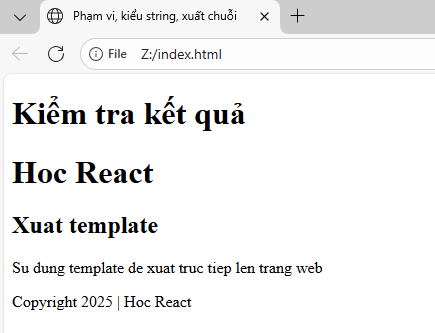 Phạm vi, kiểu string, xuất chuỗi
File Z:/index.html
Kiểm tra kết quả
Hoc React
Xuat template
Su dung template de xuat truc tiep len trang web
Copyright 2025 | Hoc React